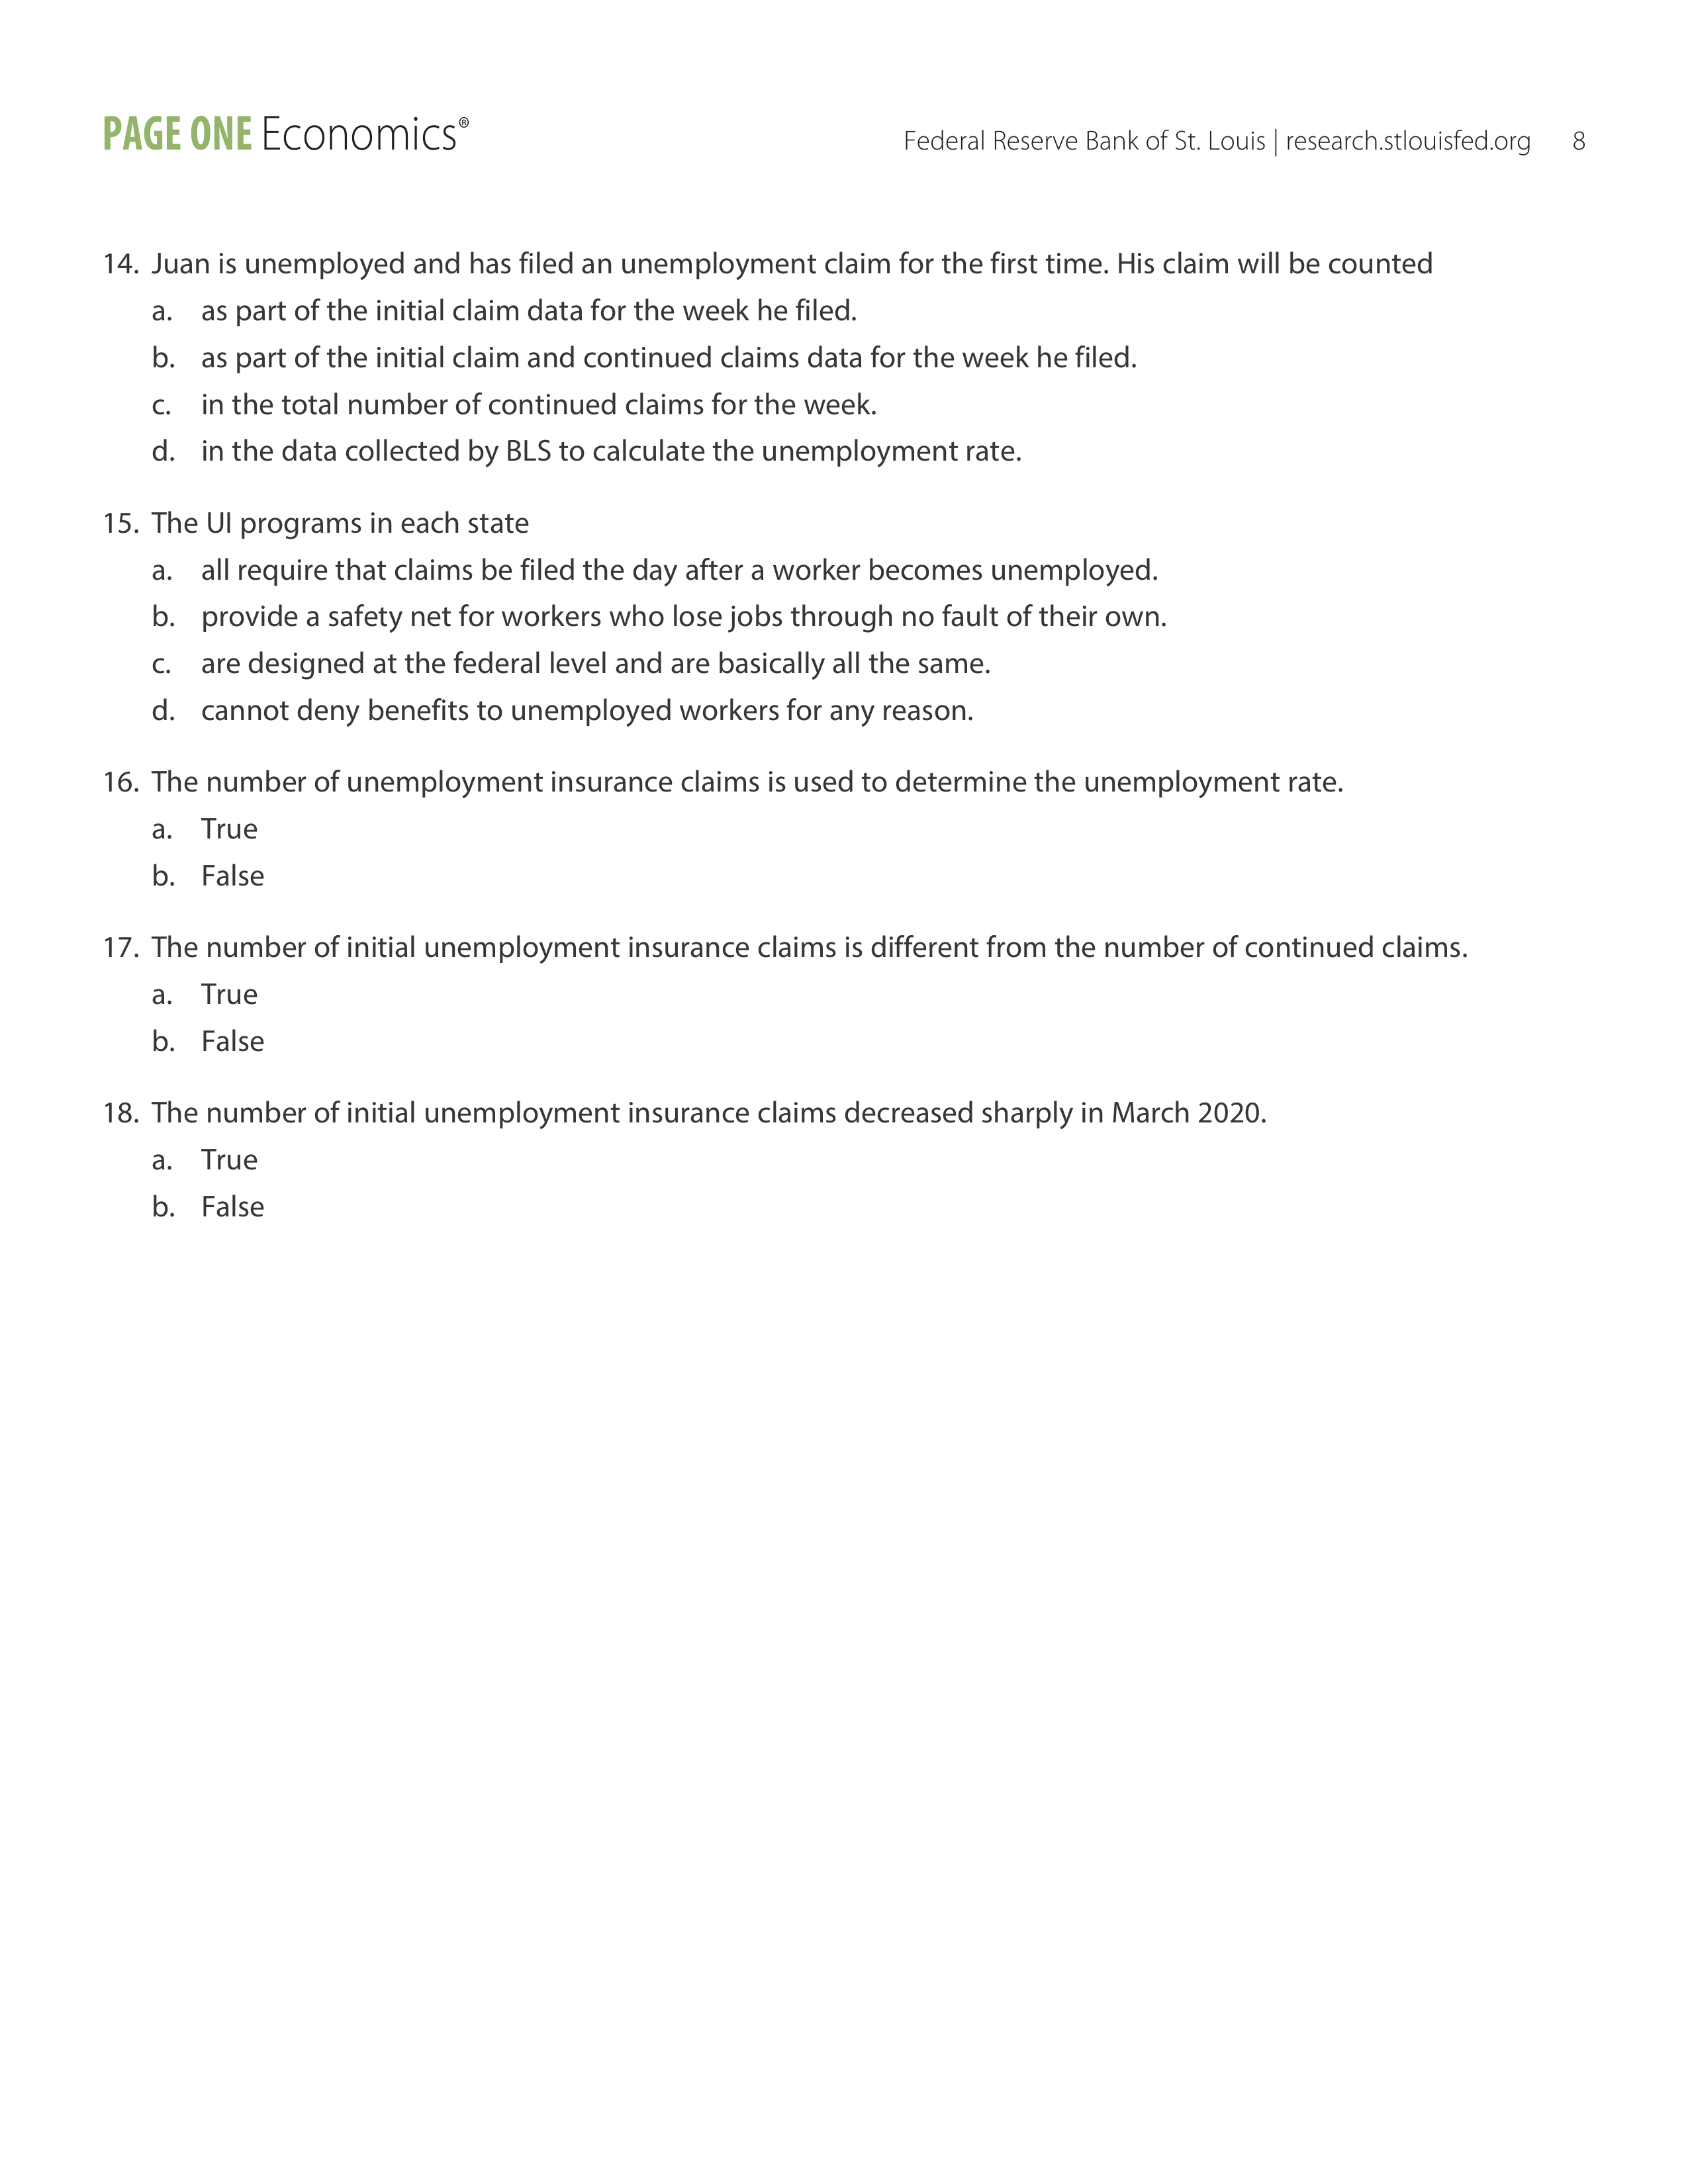 PAGE ONE Economics®
Federal Reserve Bank of St. Louis | research.stlouisfed.org 8
14. Juan is unemployed and has filed an unemployment claim for the first time. His claim will be counted
a. as part of the initial claim data for the week he filed.
b. as part of the initial claim and continued claims data for the week he filed.
c. in the total number of continued claims for the week.
d. in the data collected by BLS to calculate the unemployment rate.
15. The UI programs in each state
a. all require that claims be filed the day after a worker becomes unemployed.
b. provide a safety net for workers who lose jobs through no fault of their own.
c. are designed at the federal level and are basically all the same.
d. cannot deny benefits to unemployed workers for any reason.
16. The number of unemployment insurance claims is used to determine the unemployment rate.
a. True
b. False
17. The number of initial unemployment insurance claims is different from the number of continued claims.
a. True
b. False
18. The number of initial unemployment insurance claims decreased sharply in March 2020.
a. True
b. False